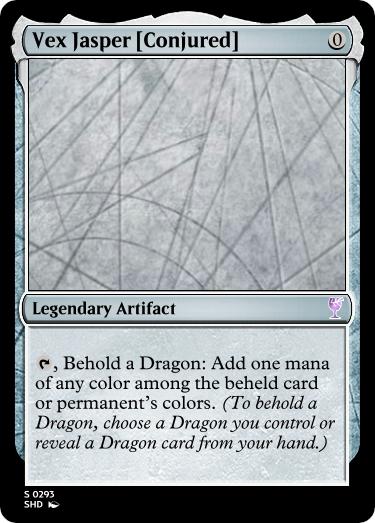 Vex Jasper [Conjured] 0
Legendary Artifact
, Behold a Dragon: Add one mana
of any color among the beheld card
or permanent's colors. (To behold a
Dragon, choose a Dragon you control or
reveal a Dragon card from your hand.)
S 0293
SHD